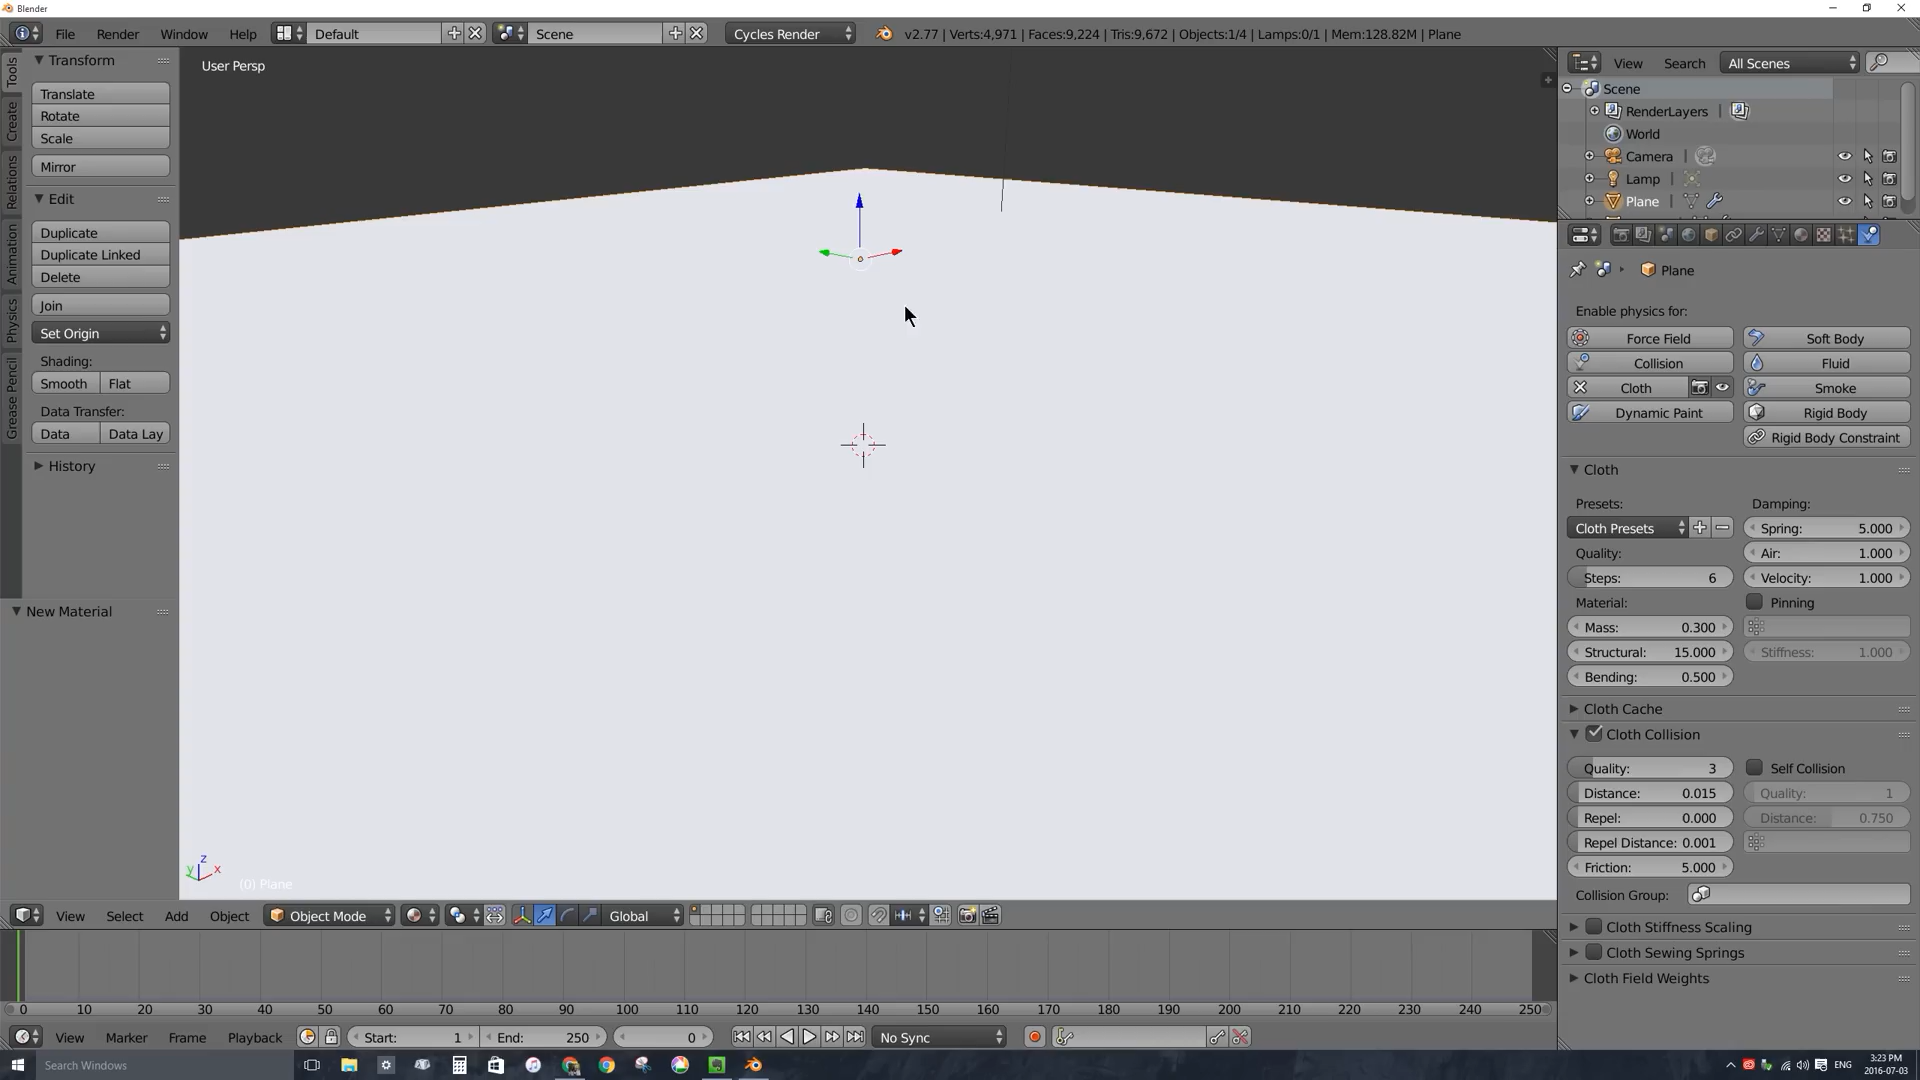 Blender
File Render Window Help Default Scene Cycles Render v2.77 | Verts:4,971 | Faces:9,224 | Tris:9,672 | Objects:1/4 | Lamps:0/1 | Mem:128.82M | Plane
Tools
Create
Relations
Animation
Physics
Grease Pencil
Transform
Translate
Rotate
Scale
Mirror
Edit
Duplicate
Duplicate Linked
Delete
Join
Set Origin
Shading:
Smooth Flat
Data Transfer:
Data Data Lay
History
New Material
User Persp
z
y x
(0) Plane
View Select Add Object Object Mode Global
0 10 20 30 40 50 60 70 80 90 100 110 120 130 140 150 160 170 180 190 200 210 220 230 240 250
View Marker Frame Playback Start: 1 End: 250 0 No Sync
View Search All Scenes
Scene
RenderLayers |
World
Camera |
Lamp |
Plane |
Plane
Enable physics for:
Force Field Soft Body
Collision Fluid
Cloth Smoke
Dynamic Paint Rigid Body
Rigid Body Constraint
Cloth
Presets: Damping:
Cloth Presets Spring: 5.000
Quality: Air: 1.000
Steps: 6 Velocity: 1.000
Material: Pinning
Mass: 0.300
Structural: 15.000 Stiffness: 1.000
Bending: 0.500
Cloth Cache
Cloth Collision
Quality: 3 Self Collision
Distance: 0.015 Quality: 1
Repel: 0.000 Distance: 0.750
Repel Distance: 0.001
Friction: 5.000
Collision Group:
Cloth Stiffness Scaling
Cloth Sewing Springs
Cloth Field Weights
Search Windows
ENG 3:23 PM
2016-07-03